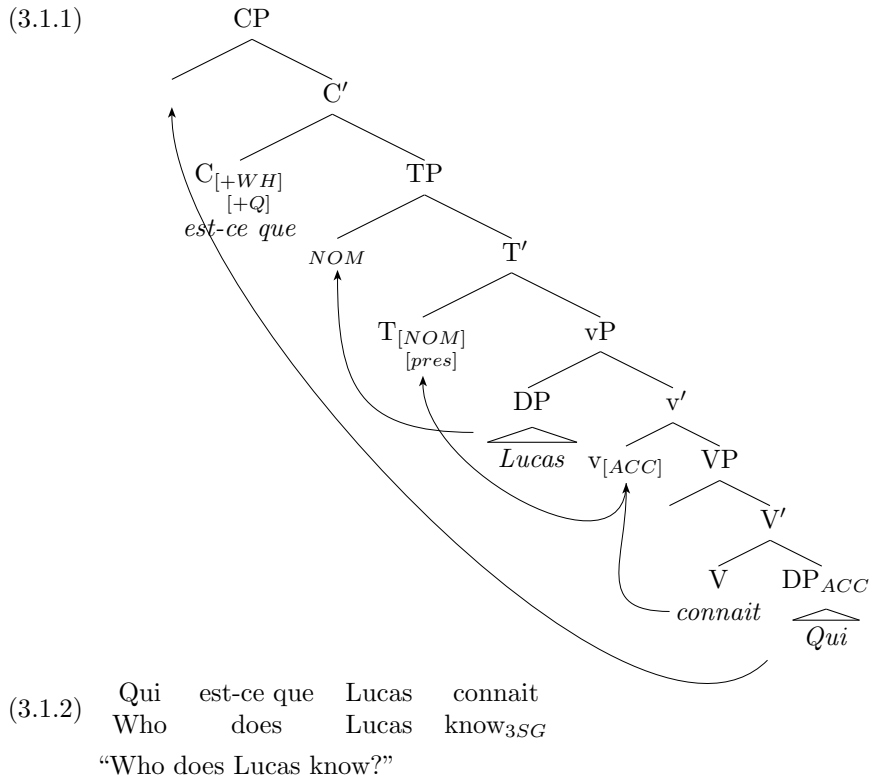 (3.1.1) CP
C′
C[+WH] TP
[+Q]
est-ce que
NOM T′
T[NOM] vP
[pres]
DP v′
Lucas v[ACC] VP
V′
V DPACC
connait
Qui
(3.1.2) Qui est-ce que Lucas connait
Who does Lucas know3SG
“Who does Lucas know?”